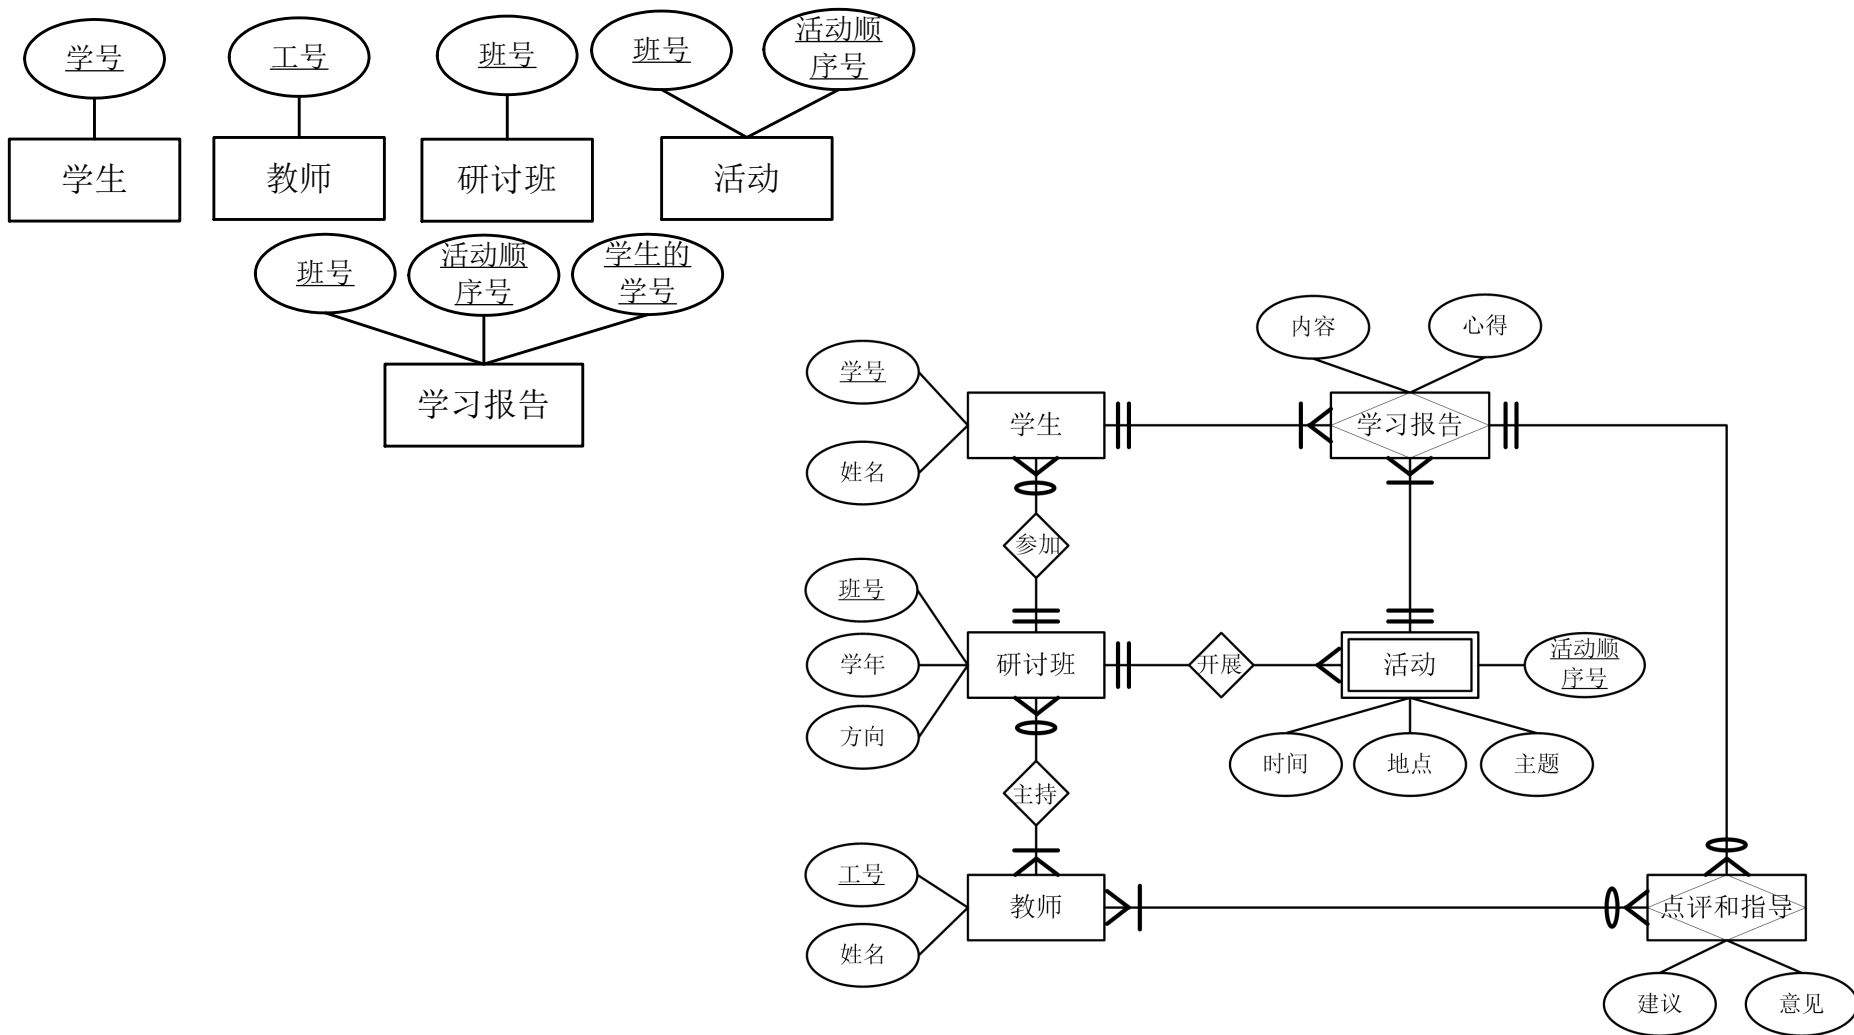 学号
工号
班号
班号
活动顺
序号
学生
教师
研讨班
活动
班号
活动顺
序号
学生的
学号
学习报告
内容
心得
学号
学生
学习报告
姓名
参加
班号
学年
研讨班
开展
活动
活动顺
序号
方向
时间
地点
主题
主持
工号
教师
点评和指导
姓名
建议
意见